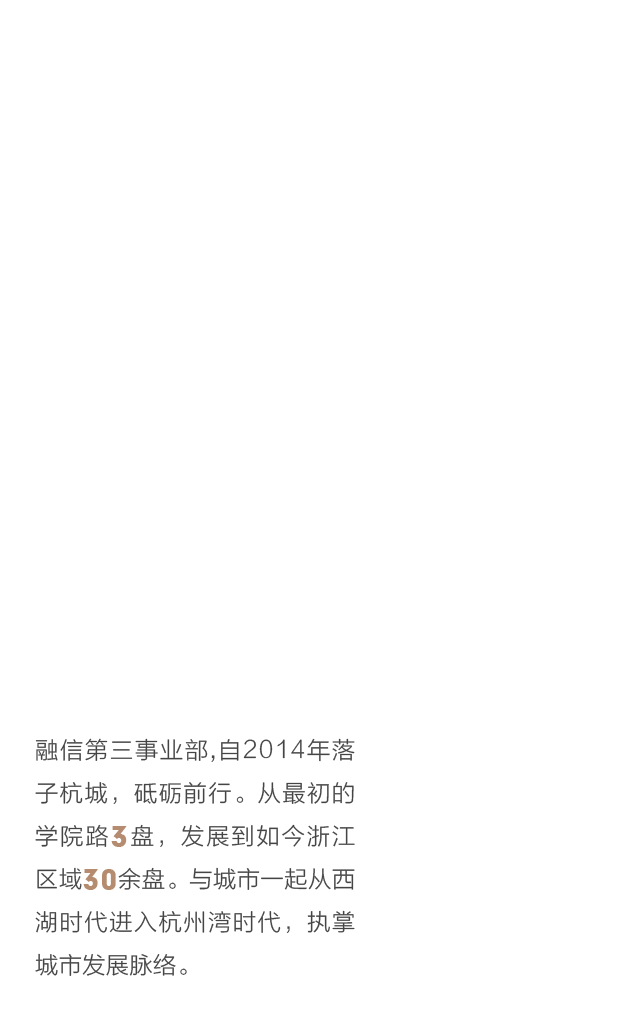 融信第三事业部,自2014年落
子杭城，砥砺前行。从最初的
学院路3盘，发展到如今浙江
区域30余盘。与城市一起从西
湖时代进入杭州湾时代，执掌
城市发展脉络。